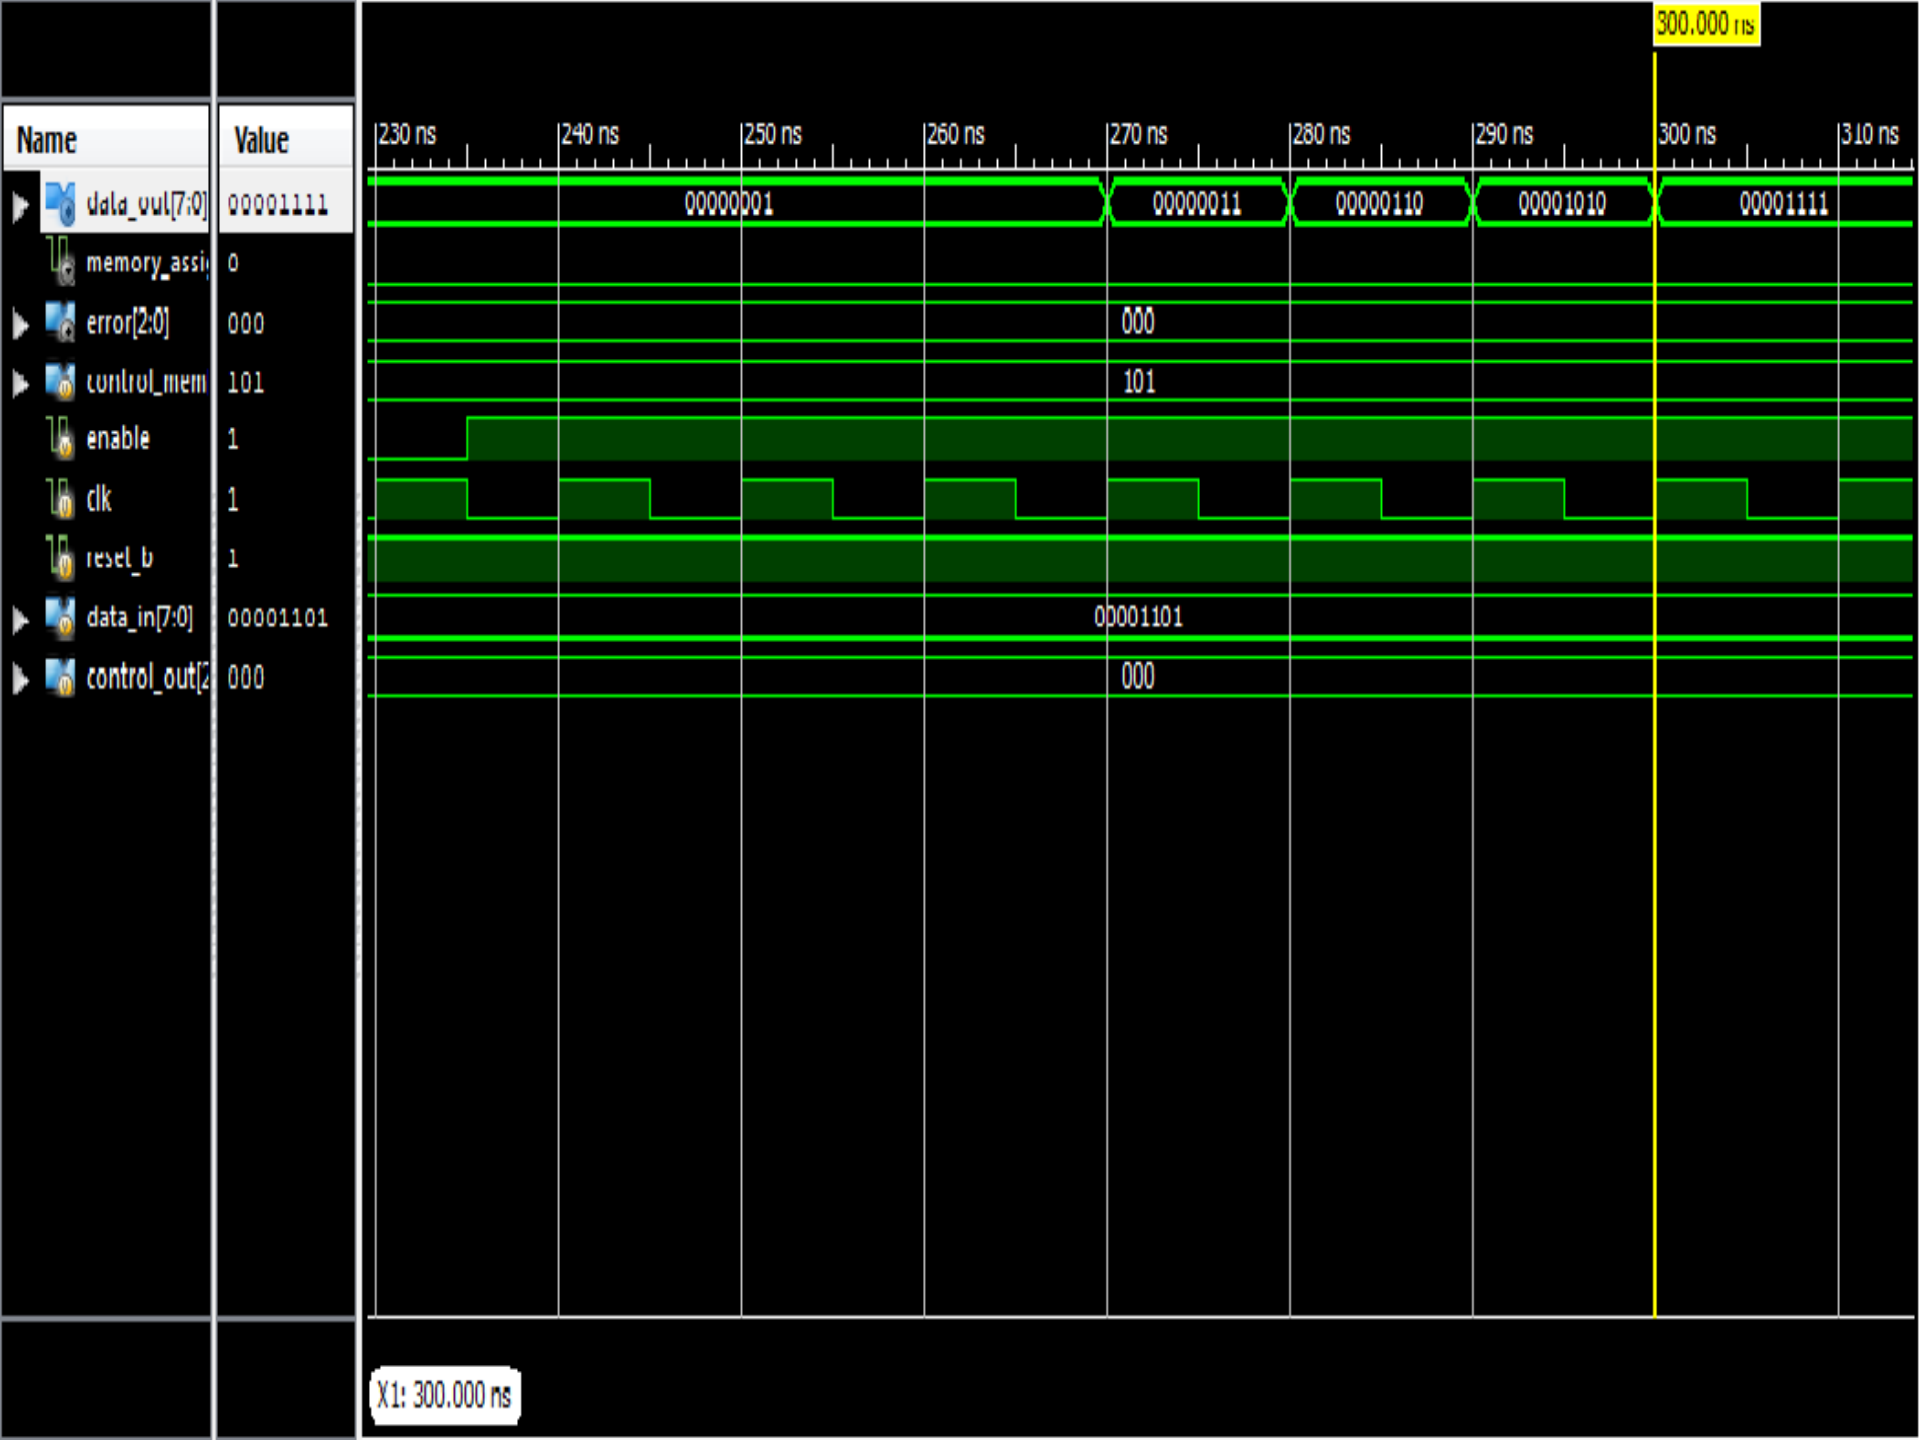 300.000 ns
Name Value
230 ns 240 ns 250 ns 260 ns 270 ns 280 ns 290 ns 300 ns 310 ns
data_out[7:0] 00001111 00000001 00000011 00000110 00001010 00001111
memory_assi 0
error[2:0] 000 000
control_mem 101 101
enable 1
clk 1
reset_b 1
data_in[7:0] 00001101 00001101
control_out[2 000 000
X1: 300.000 ns